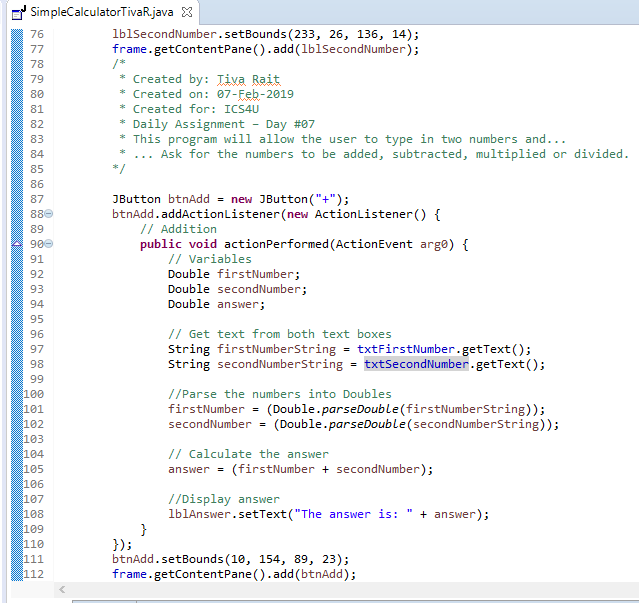 SimpleCalculatorTivaR.java
76 lblSecondNumber.setBounds(233, 26, 136, 14);
77 frame.getContentPane().add(lblSecondNumber);
78 /*
79 * Created by: Tiva Rait
80 * Created on: 07-Feb-2019
81 * Created for: ICS4U
82 * Daily Assignment – Day #07
83 * This program will allow the user to type in two numbers and...
84 * ... Ask for the numbers to be added, subtracted, multiplied or divided.
85 */
86
87 JButton btnAdd = new JButton("+");
88 btnAdd.addActionListener(new ActionListener() {
89 // Addition
90 public void actionPerformed(ActionEvent arg0) {
91 // Variables
92 Double firstNumber;
93 Double secondNumber;
94 Double answer;
95
96 // Get text from both text boxes
97 String firstNumberString = txtFirstNumber.getText();
98 String secondNumberString = txtSecondNumber.getText();
99
100 //Parse the numbers into Doubles
101 firstNumber = (Double.parseDouble(firstNumberString));
102 secondNumber = (Double.parseDouble(secondNumberString));
103
104 // Calculate the answer
105 answer = (firstNumber + secondNumber);
106
107 //Display answer
108 lblAnswer.setText("The answer is: " + answer);
109 }
110 });
111 btnAdd.setBounds(10, 154, 89, 23);
112 frame.getContentPane().add(btnAdd);